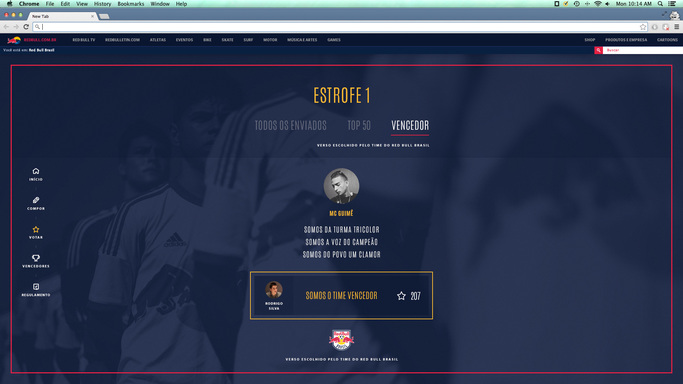 Chrome File Edit View History Bookmarks Window Help Mon 10:14 AM
New Tab
REDBULL.COM.BR RED BULL TV REDBULLETIN.COM ATLETAS EVENTOS BIKE SKATE SURF MOTOR MÚSICA E ARTES GAMES SHOP PRODUTOS E EMPRESA CARTOONS
Você está em: Red Bull Brasil Buscar
ESTROFE 1
TODOS OS ENVIADOS TOP 50 VENCEDOR
VERSO ESCOLHIDO PELO TIME DO RED BULL BRASIL
INÍCIO
COMPOR
VOTAR
VENCEDORES
REGULAMENTO
MC GUIMÊ
SOMOS DA TURMA TRICOLOR
SOMOS A VOZ DO CAMPEÃO
SOMOS DO POVO UM CLAMOR
RODRIGO
SILVA
SOMOS O TIME VENCEDOR 207
VERSO ESCOLHIDO PELO TIME DO RED BULL BRASIL